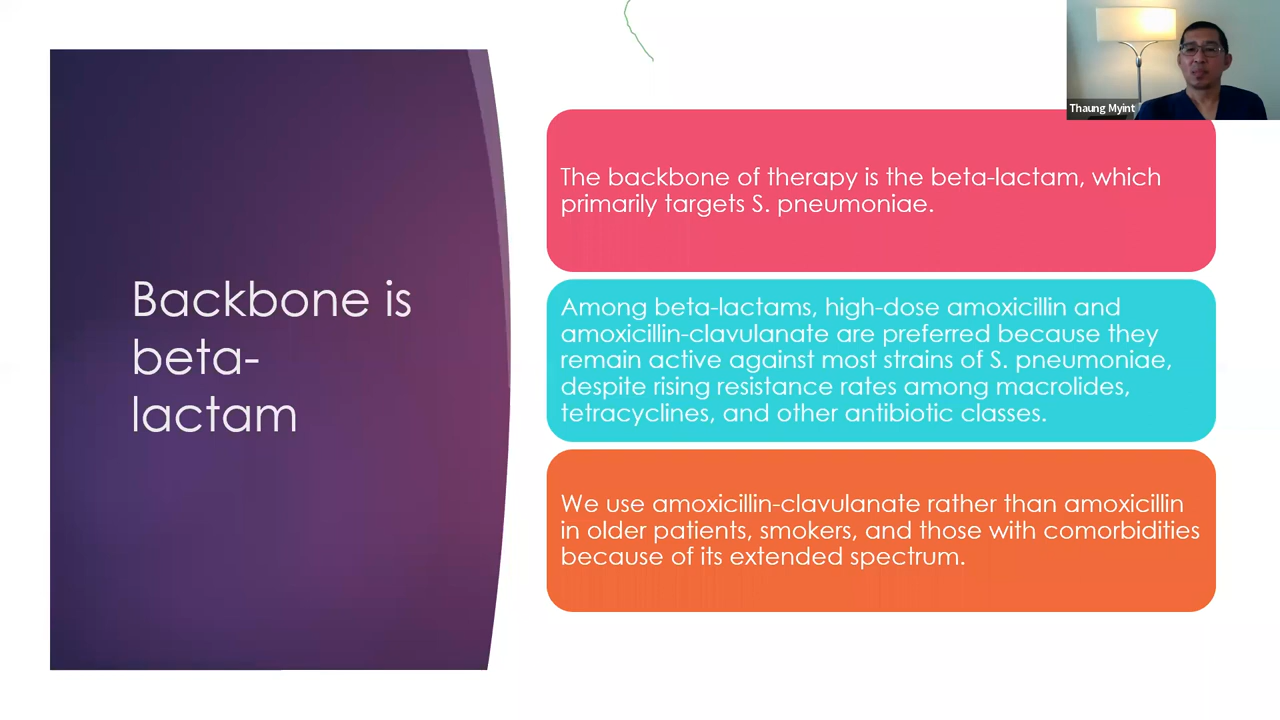 Thaung Myint
Backbone is
beta-
lactam
The backbone of therapy is the beta-lactam, which
primarily targets S. pneumoniae.
Among beta-lactams, high-dose amoxicillin and
amoxicillin-clavulanate are preferred because they
remain active against most strains of S. pneumoniae,
despite rising resistance rates among macrolides,
tetracyclines, and other antibiotic classes.
We use amoxicillin-clavulanate rather than amoxicillin
in older patients, smokers, and those with comorbidities
because of its extended spectrum.